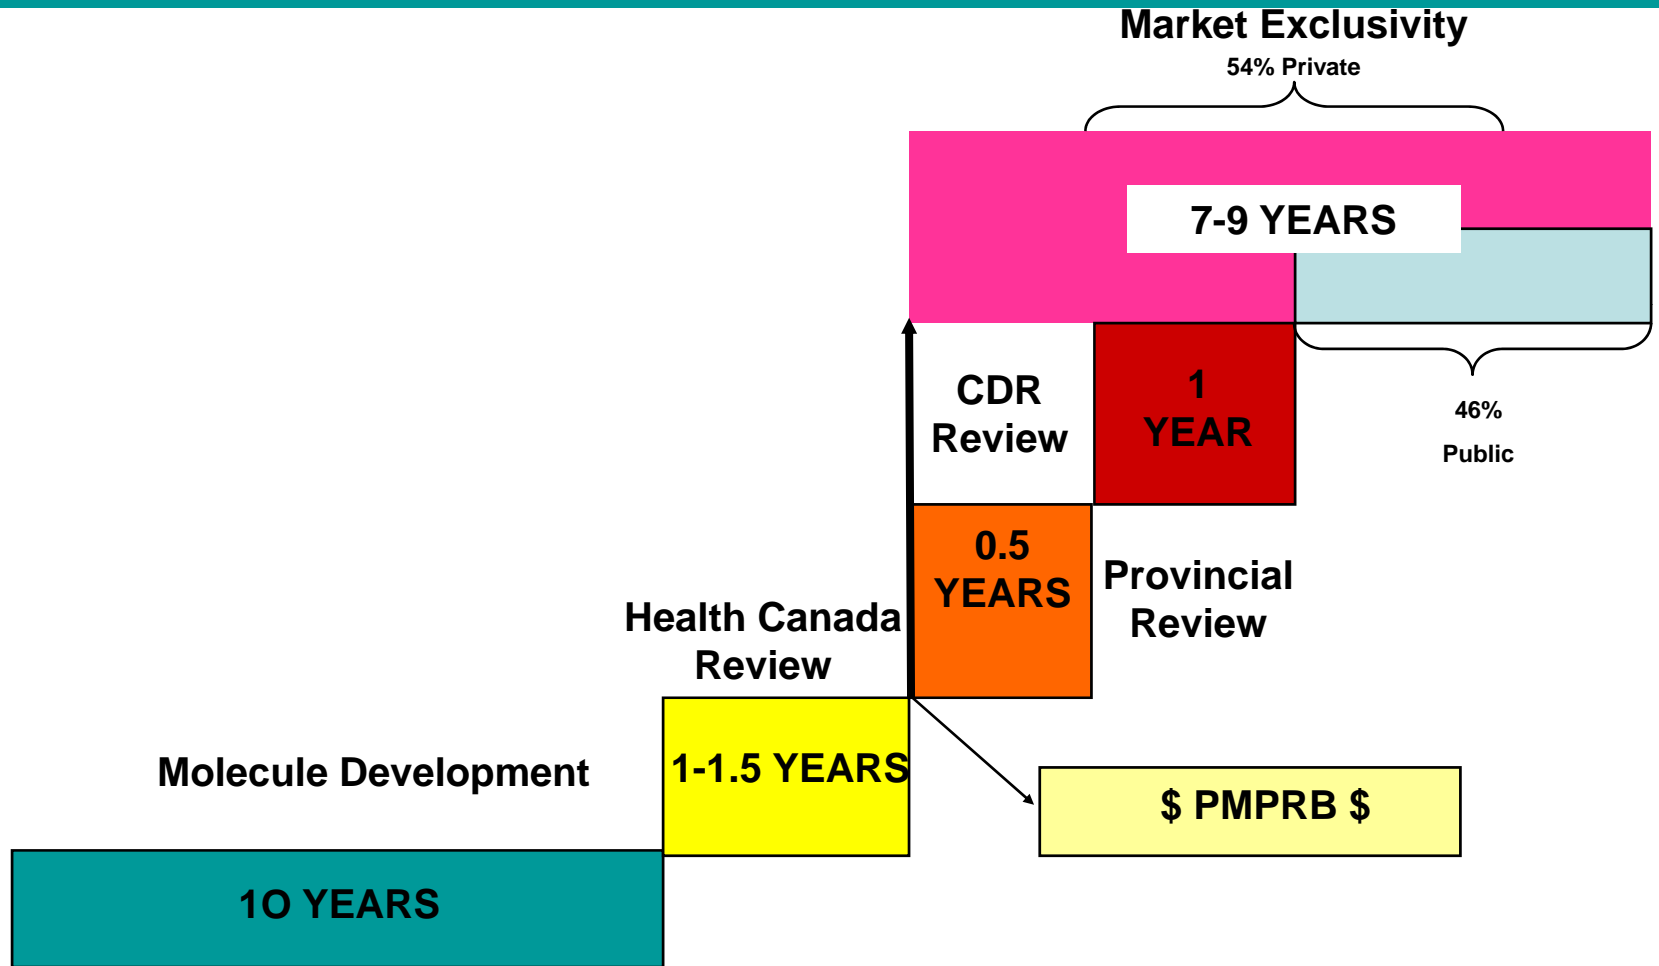 Market Exclusivity
54% Private
7-9 YEARS
CDR
Review
1
YEAR
46%
Public
0.5
YEARS
Provincial
Review
Health Canada
Review
Molecule Development
1-1.5 YEARS
$ PMPRB $
1O YEARS